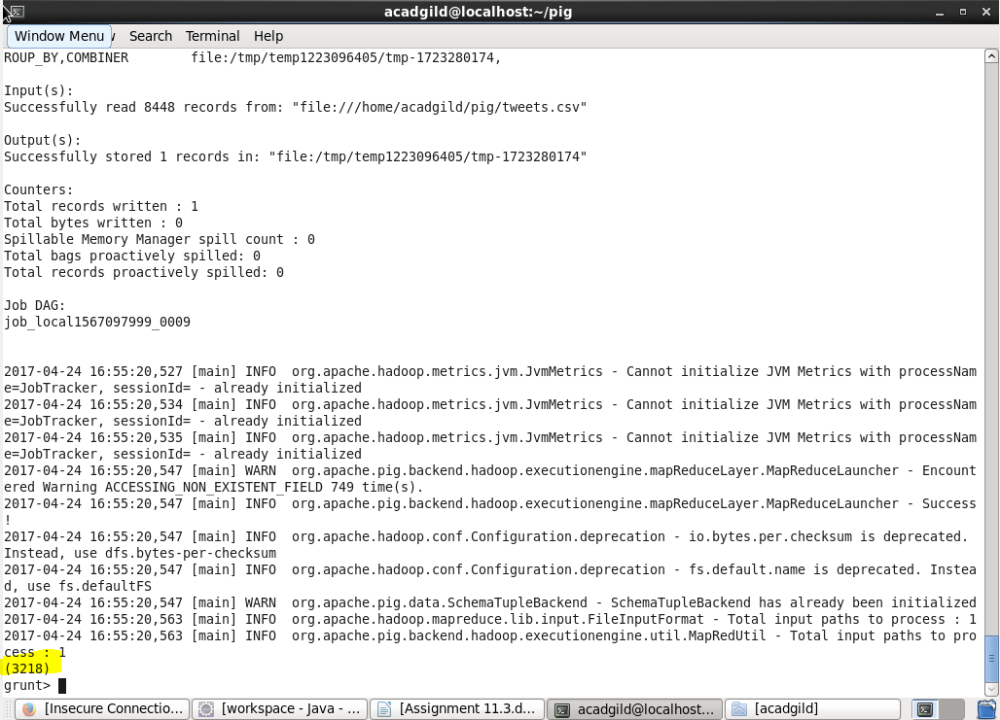 acadgild@localhost:~/pig
Window Menu Search Terminal Help
ROUP_BY,COMBINER file:/tmp/temp1223096405/tmp-1723280174,
Input(s):
Successfully read 8448 records from: "file:///home/acadgild/pig/tweets.csv"
Output(s):
Successfully stored 1 records in: "file:/tmp/temp1223096405/tmp-1723280174"
Counters:
Total records written : 1
Total bytes written : 0
Spillable Memory Manager spill count : 0
Total bags proactively spilled: 0
Total records proactively spilled: 0
Job DAG:
job_local1567097999_0009
2017-04-24 16:55:20,527 [main] INFO  org.apache.hadoop.metrics.jvm.JvmMetrics - Cannot initialize JVM Metrics with processNam
e=JobTracker, sessionId= - already initialized
2017-04-24 16:55:20,534 [main] INFO  org.apache.hadoop.metrics.jvm.JvmMetrics - Cannot initialize JVM Metrics with processNam
e=JobTracker, sessionId= - already initialized
2017-04-24 16:55:20,535 [main] INFO  org.apache.hadoop.metrics.jvm.JvmMetrics - Cannot initialize JVM Metrics with processNam
e=JobTracker, sessionId= - already initialized
2017-04-24 16:55:20,547 [main] WARN  org.apache.pig.backend.hadoop.executionengine.mapReduceLayer.MapReduceLauncher - Encount
ered Warning ACCESSING_NON_EXISTENT_FIELD 749 time(s).
2017-04-24 16:55:20,547 [main] INFO  org.apache.pig.backend.hadoop.executionengine.mapReduceLayer.MapReduceLauncher - Success
!
2017-04-24 16:55:20,547 [main] INFO  org.apache.hadoop.conf.Configuration.deprecation - io.bytes.per.checksum is deprecated.
Instead, use dfs.bytes-per-checksum
2017-04-24 16:55:20,547 [main] INFO  org.apache.hadoop.conf.Configuration.deprecation - fs.default.name is deprecated. Instea
d, use fs.defaultFS
2017-04-24 16:55:20,547 [main] WARN  org.apache.pig.data.SchemaTupleBackend - SchemaTupleBackend has already been initialized
2017-04-24 16:55:20,563 [main] INFO  org.apache.hadoop.mapreduce.lib.input.FileInputFormat - Total input paths to process : 1
2017-04-24 16:55:20,563 [main] INFO  org.apache.pig.backend.hadoop.executionengine.util.MapRedUtil - Total input paths to pro
cess : 1
(3218)
grunt>
[Insecure Connectio... [workspace - Java - ... [Assignment 11.3.d... acadgild@localhost... [acadgild]